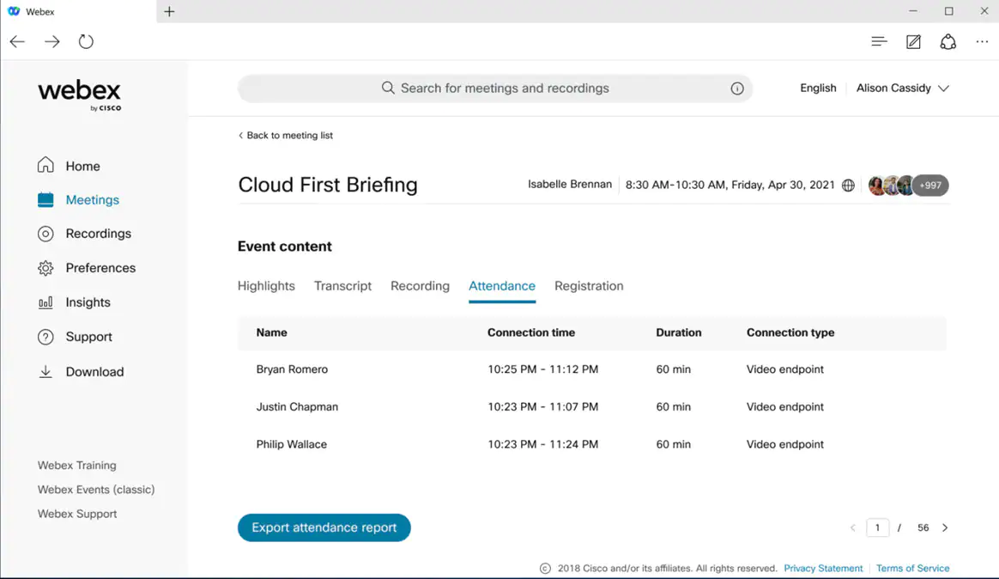 Webex
webex
by CISCO
Search for meetings and recordings
English
Alison Cassidy
Back to meeting list
Home
Meetings
Recordings
Preferences
Insights
Support
Download
Webex Training
Webex Events (classic)
Webex Support
Cloud First Briefing
Isabelle Brennan
8:30 AM-10:30 AM, Friday, Apr 30, 2021
+997
Event content
Highlights Transcript Recording Attendance Registration
Name Connection time Duration Connection type
Bryan Romero 10:25 PM - 11:12 PM 60 min Video endpoint
Justin Chapman 10:23 PM - 11:07 PM 60 min Video endpoint
Philip Wallace 10:23 PM - 11:24 PM 60 min Video endpoint
Export attendance report
1 / 56
© 2018 Cisco and/or its affiliates. All rights reserved. Privacy Statement Terms of Service